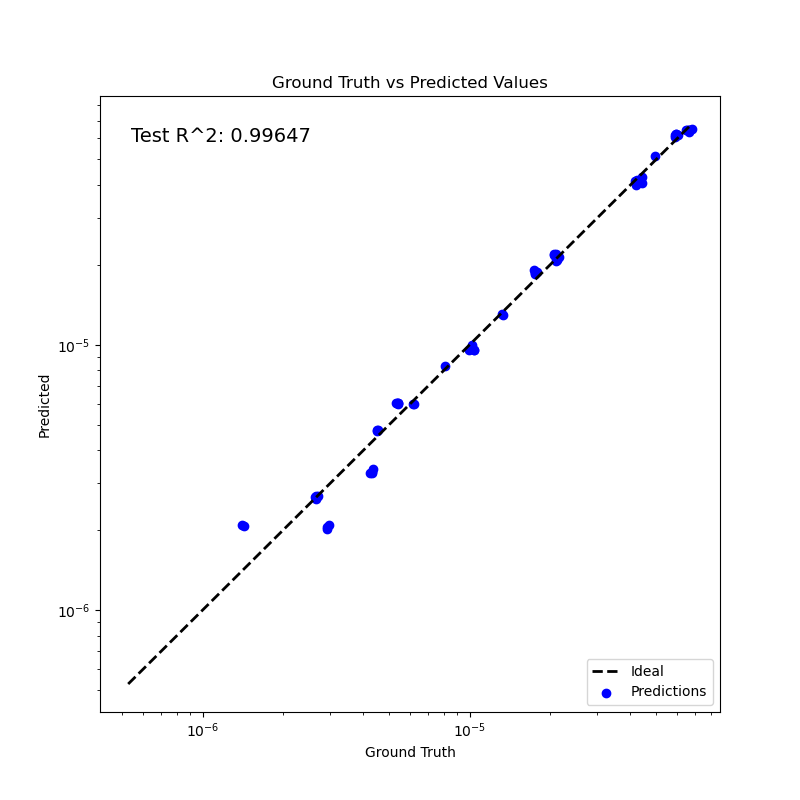 Ground Truth vs Predicted Values
Test R^2: 0.99647
Predicted
10⁻⁵
10⁻⁶
10⁻⁶
10⁻⁵
Ground Truth
Ideal
Predictions